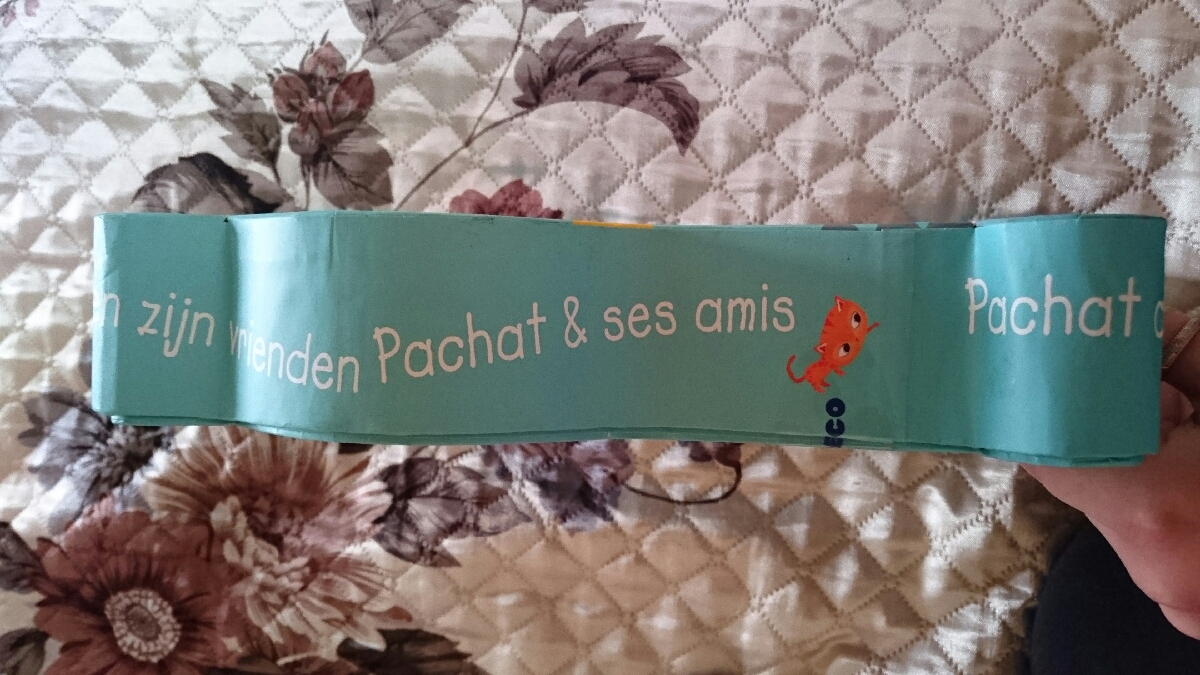 zijn vrienden Pachat & ses amis Pachat